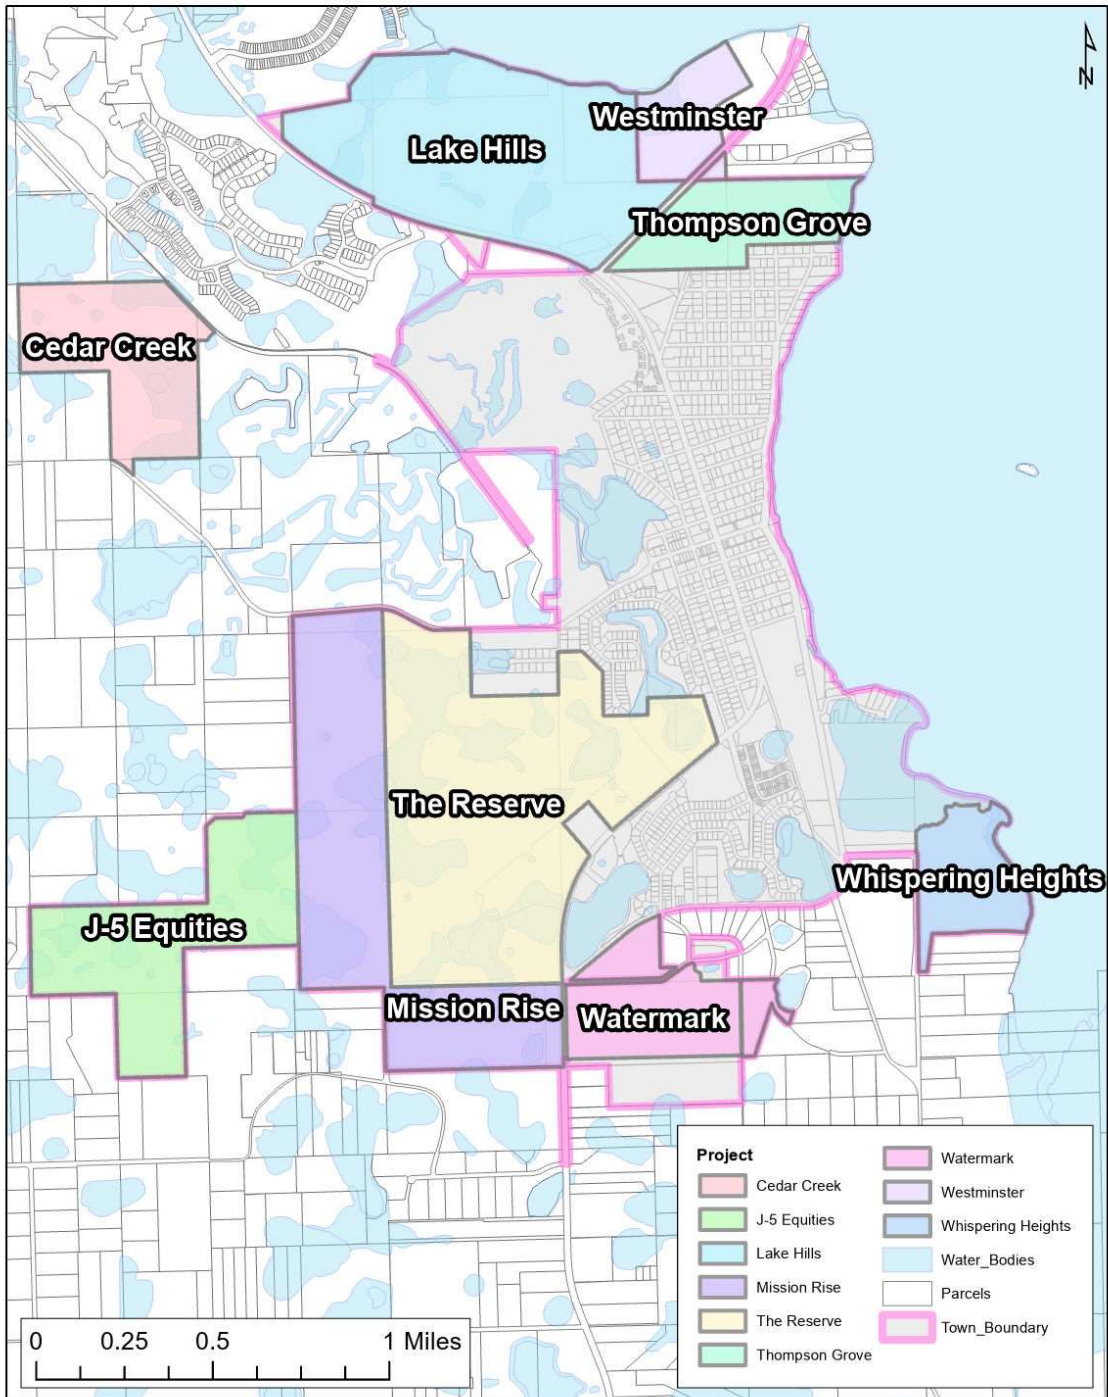 N
Westminster
Lake Hills
Thompson Grove
Cedar Creek
The Reserve
Whispering Heights
J-5 Equities
Mission Rise
Watermark
Project
Cedar Creek
J-5 Equities
Lake Hills
Mission Rise
The Reserve
Thompson Grove
Watermark
Westminster
Whispering Heights
Water_Bodies
Parcels
Town_Boundary
0 0.25 0.5 1 Miles